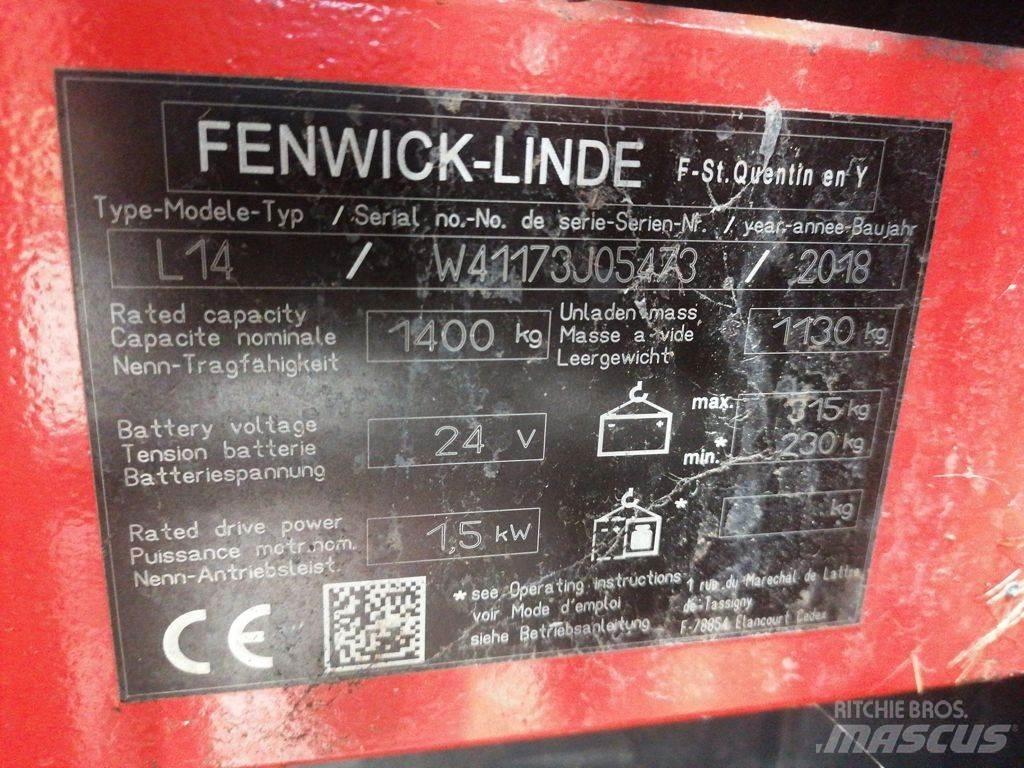 FENWICK-LINDE F-St.Quentin en Y
Type-Modele-Typ / Serial no.-No. de serie-Serien-Nr. / year-annee-Baujahr
L14 / W41173J05473 / 2018
Rated capacity
Capacite nominale
Nenn-Tragfähigkeit
1400 kg
Unladen mass
Masse a vide
Leergewicht
1130 kg
Battery voltage
Tension batterie
Batteriespannung
24 V
max. 315 kg
min.* 230 kg
Rated drive power
Puissance motr.nom.
Nenn-Antriebsleist.
1,5 kW
* kg
* see Operating instructions
voir Mode d'emploi
siehe Betriebsanleitung
1 rue du Marechal de Lattre
de Tassigny
F-78854 Elancourt Cedex
CE
RITCHIE BROS.
MASCUS